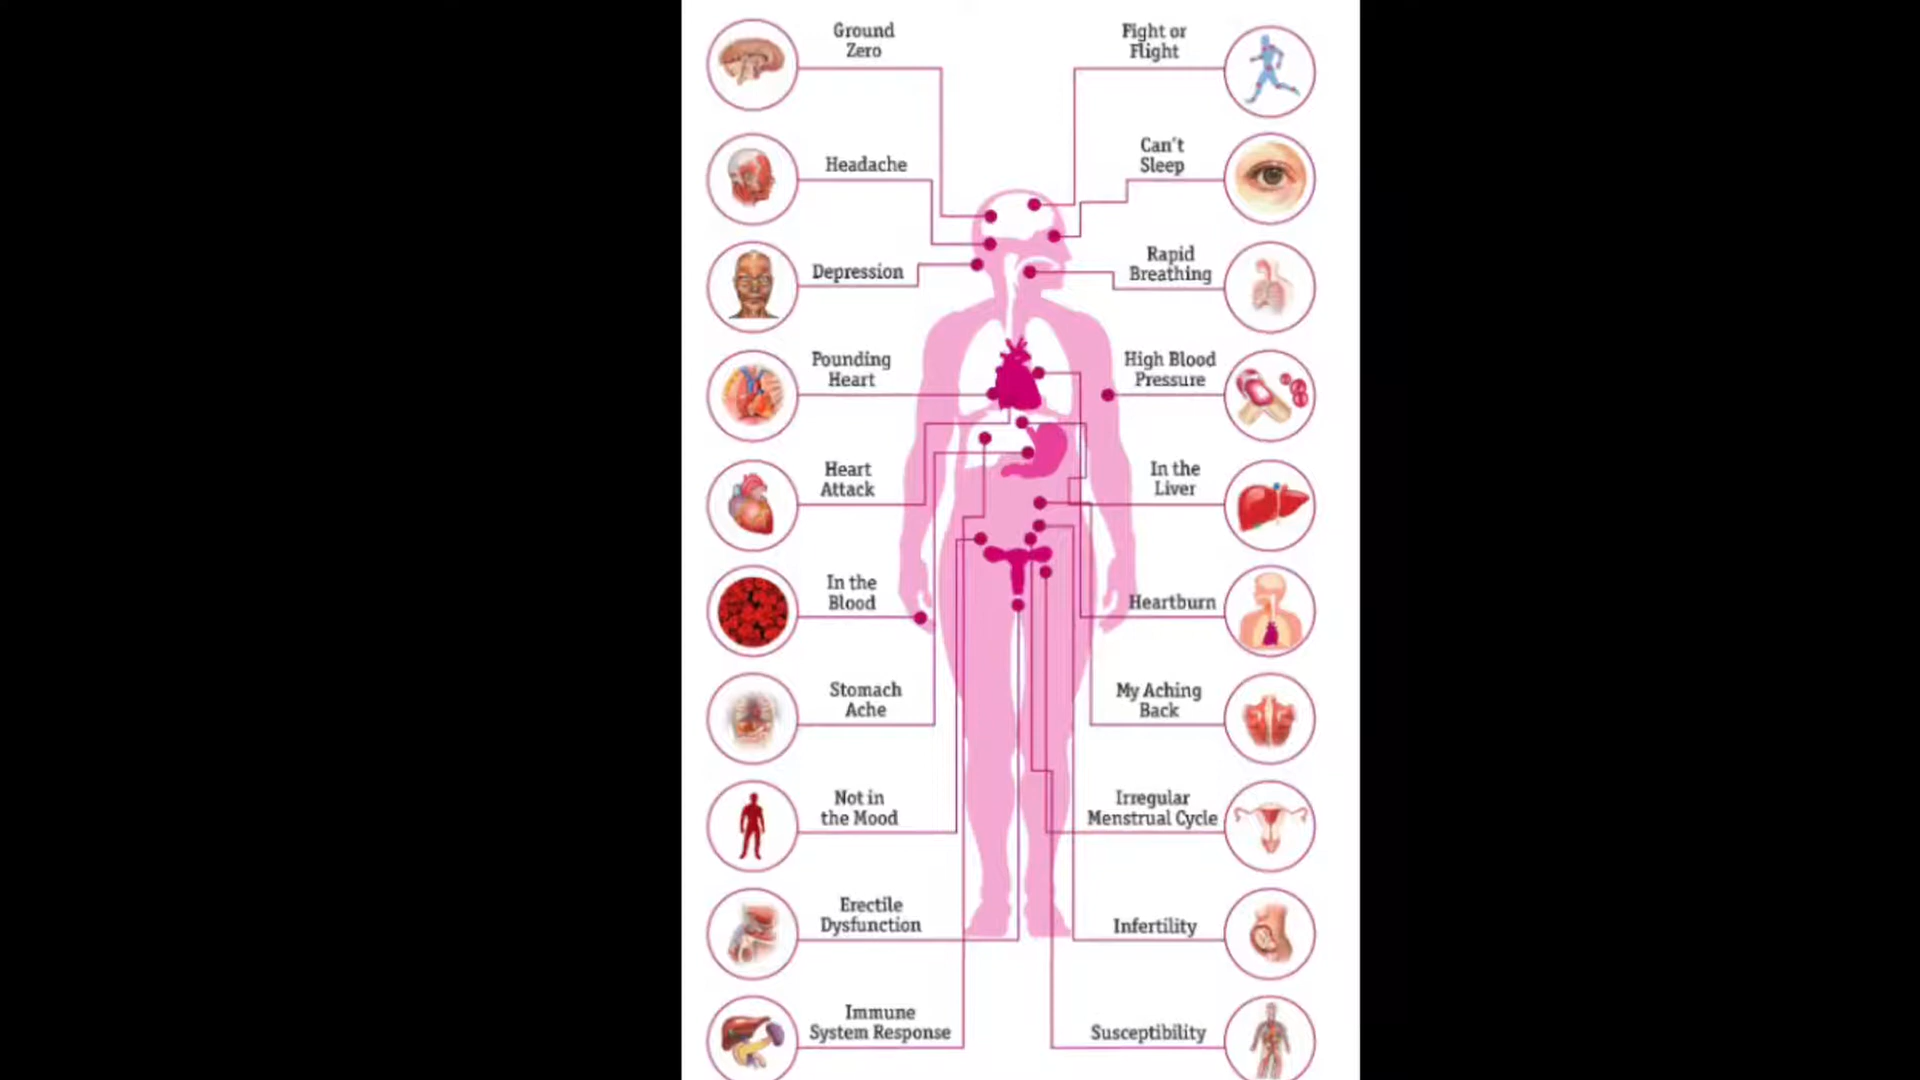 Ground
Zero
Fight or
Flight
Headache
Can't
Sleep
Depression
Rapid
Breathing
Pounding
Heart
High Blood
Pressure
Heart
Attack
In the
Liver
In the
Blood
Heartburn
Stomach
Ache
My Aching
Back
Not in
the Mood
Irregular
Menstrual Cycle
Erectile
Dysfunction
Infertility
Immune
System Response
Susceptibility